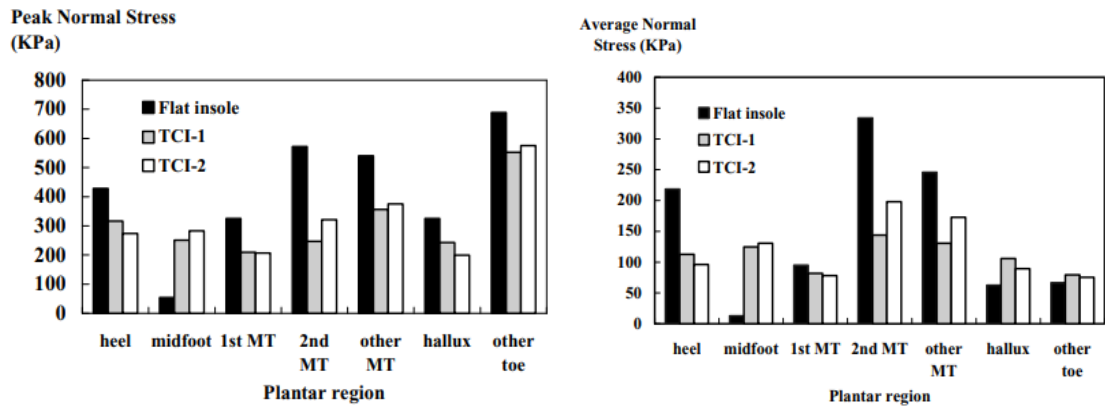 Peak Normal Stress
(KPa)
800
700
600
500
400
300
200
100
0
Flat insole
TCI-1
TCI-2
heel midfoot 1st MT 2nd other hallux other
MT MT toe
Plantar region
Average Normal
Stress (KPa)
400
350
300
250
200
150
100
50
0
Flat insole
TCI-1
TCI-2
heel midfoot 1st MT 2nd MT other hallux other
MT toe
Plantar region